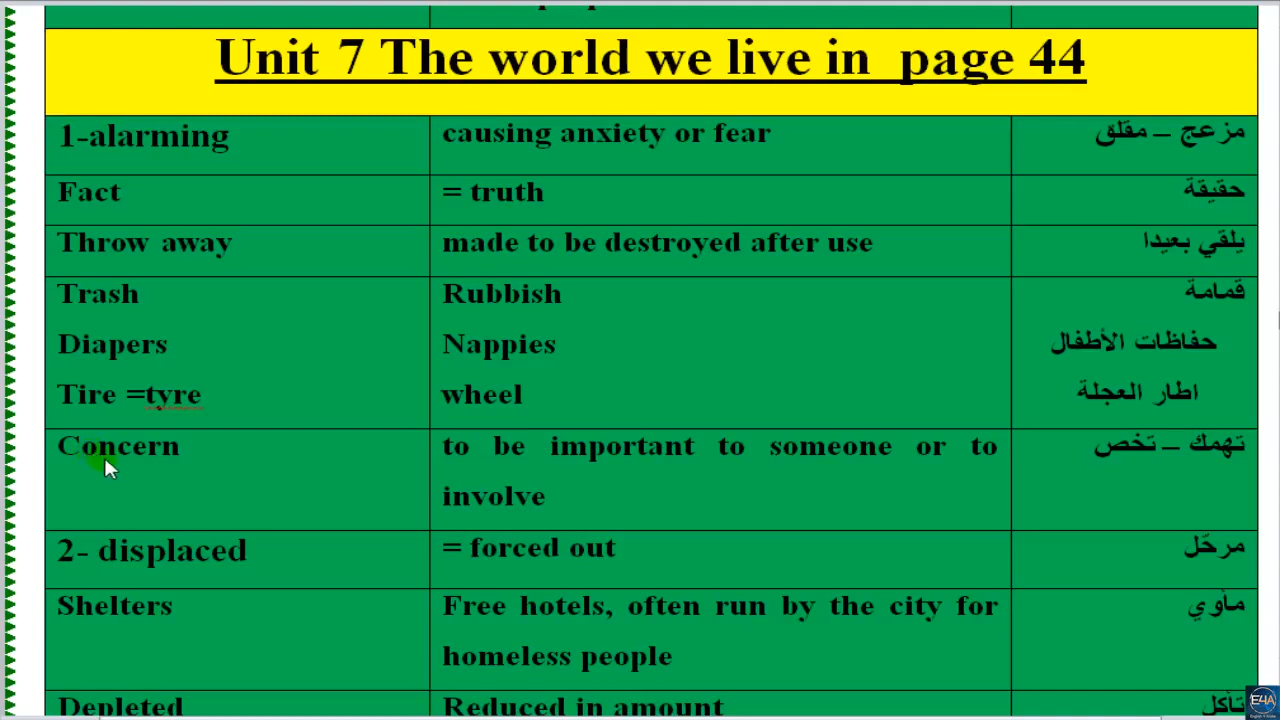 Unit 7 The world we live in page 44
1-alarming causing anxiety or fear مزعج – مقلق
Fact = truth حقيقة
Throw away made to be destroyed after use يلقي بعيدا
Trash Rubbish قمامة
Diapers Nappies حفاظات الأطفال
Tire =tyre wheel اطار العجلة
Concern to be important to someone or to تهمك – تخص
involve
2- displaced = forced out مرحّل
Shelters Free hotels, often run by the city for مأوي
homeless people
Depleted Reduced in amount تأكل
E4A